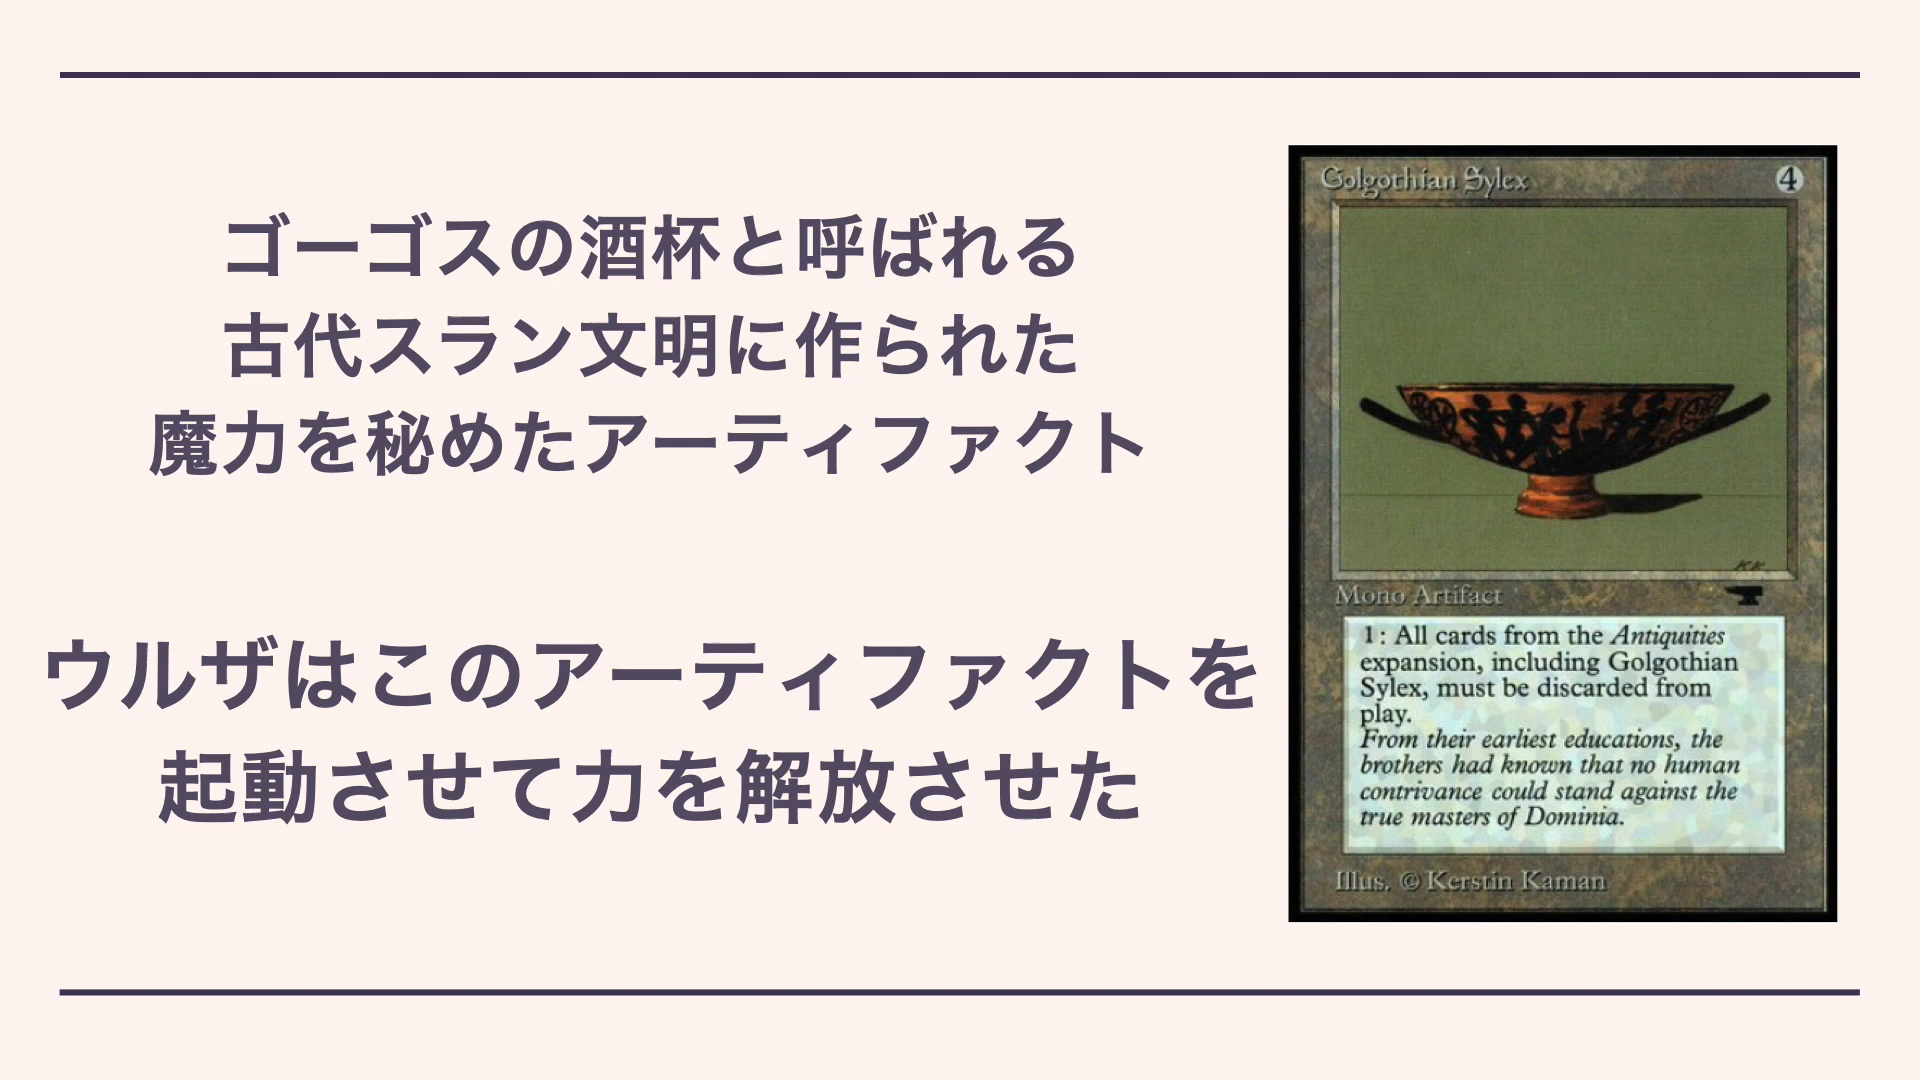 ゴーゴスの酒杯と呼ばれる
古代スラン文明に作られた
魔力を秘めたアーティファクト
ウルザはこのアーティファクトを
起動させて力を解放させた
Golgothian Sylex 4
KK
Mono Artifact
1: All cards from the Antiquities
expansion, including Golgothian
Sylex, must be discarded from
play.
From their earliest educations, the
brothers had known that no human
contrivance could stand against the
true masters of Dominia.
Illus. © Kerstin Kaman